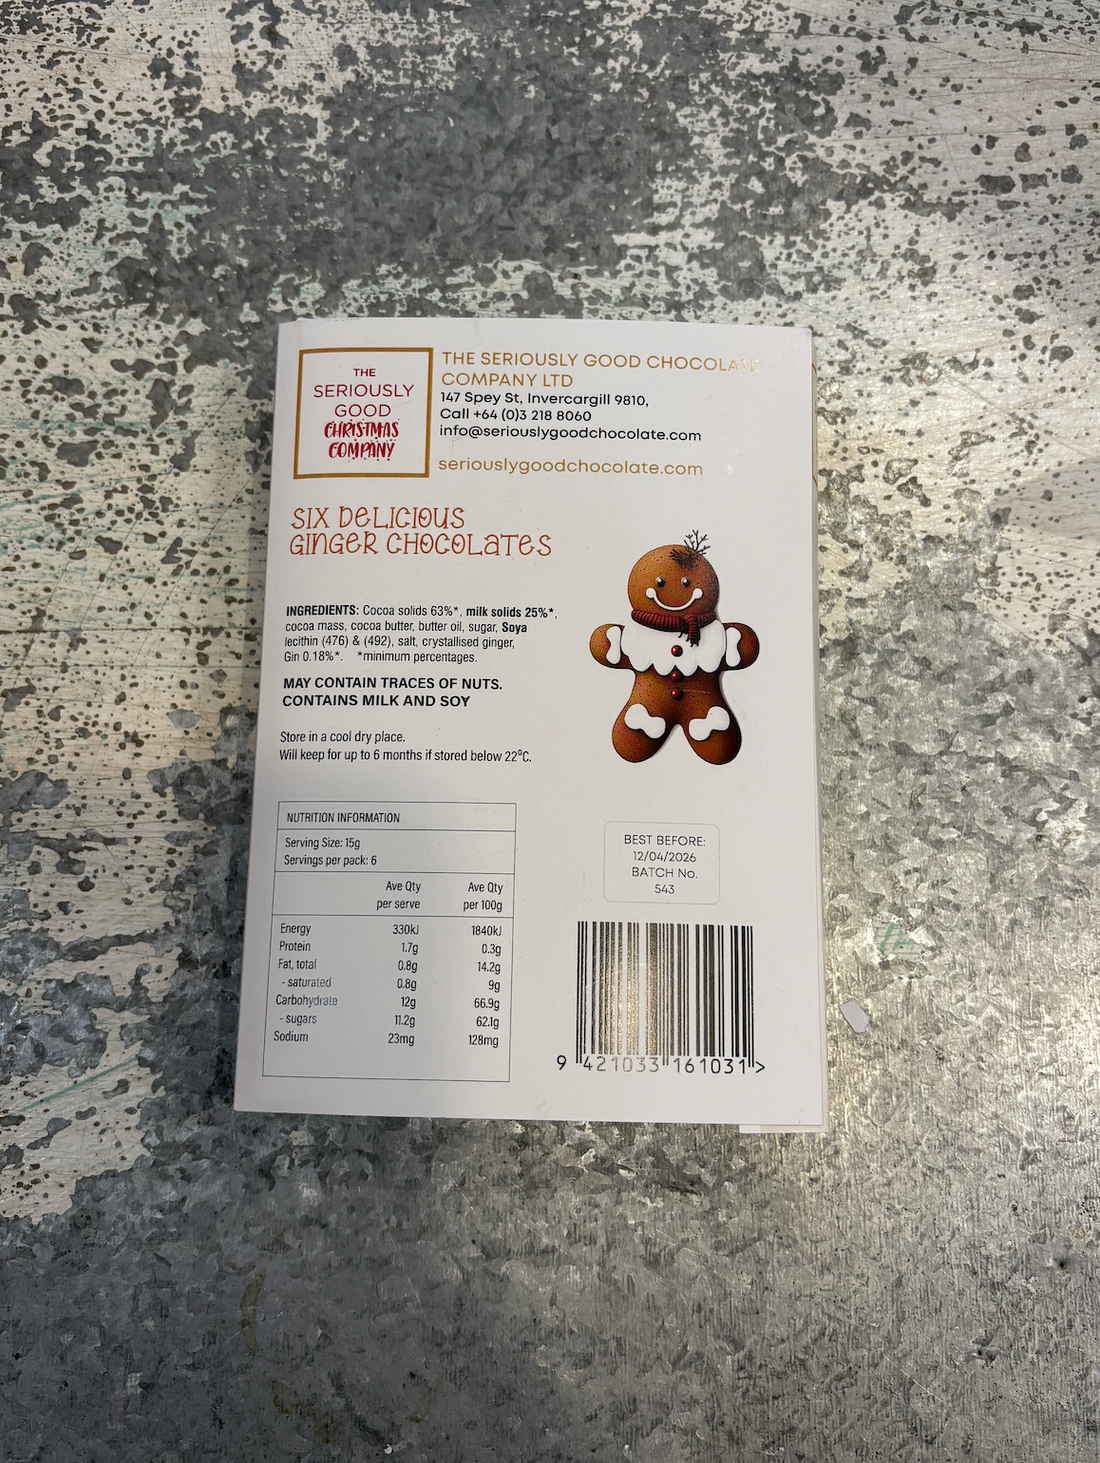 THE
SERIOUSLY
GOOD
CHRISTMAS
COMPANY
THE SERIOUSLY GOOD CHOCOLATE
COMPANY LTD
147 Spey St, Invercargill 9810,
Call +64 (0)3 218 8060
info@seriouslygoodchocolate.com
seriouslygoodchocolate.com
SIX DELICIOUS
GINGER CHOCOLATES
INGREDIENTS: Cocoa solids 63%*, milk solids 25%*,
cocoa mass, cocoa butter, butter oil, sugar, Soya
lecithin (476) & (492), salt, crystallised ginger,
Gin 0.18%*. *minimum percentages.
MAY CONTAIN TRACES OF NUTS.
CONTAINS MILK AND SOY
Store in a cool dry place.
Will keep for up to 6 months if stored below 22°C.
NUTRITION INFORMATION
Serving Size: 15g
Servings per pack: 6
Ave Qty Ave Qty
per serve per 100g
Energy 330kJ 1840kJ
Protein 1.7g 0.3g
Fat, total 0.8g 14.2g
- saturated 0.8g 9g
Carbohydrate 12g 66.9g
- sugars 11.2g 62.1g
Sodium 23mg 128mg
BEST BEFORE:
12/04/2026
BATCH No.
543
9 421033 161031 >